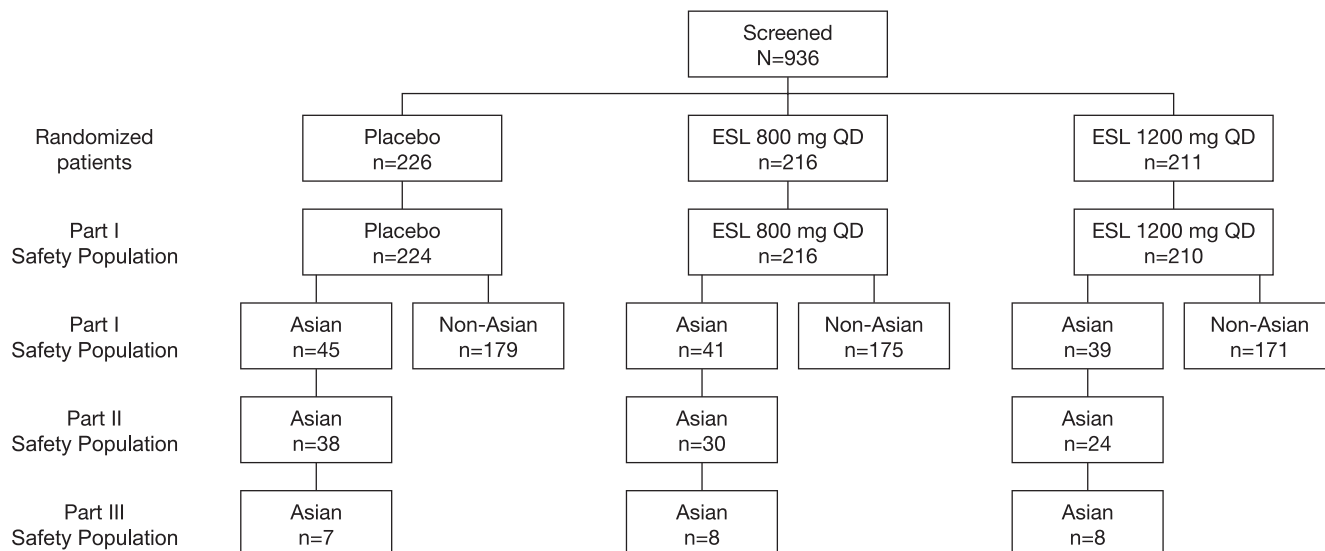 Screened
N=936
Randomized
patients
Placebo
n=226
ESL 800 mg QD
n=216
ESL 1200 mg QD
n=211
Part I
Safety Population
Placebo
n=224
ESL 800 mg QD
n=216
ESL 1200 mg QD
n=210
Part I
Safety Population
Asian
n=45
Non-Asian
n=179
Asian
n=41
Non-Asian
n=175
Asian
n=39
Non-Asian
n=171
Part II
Safety Population
Asian
n=38
Asian
n=30
Asian
n=24
Part III
Safety Population
Asian
n=7
Asian
n=8
Asian
n=8